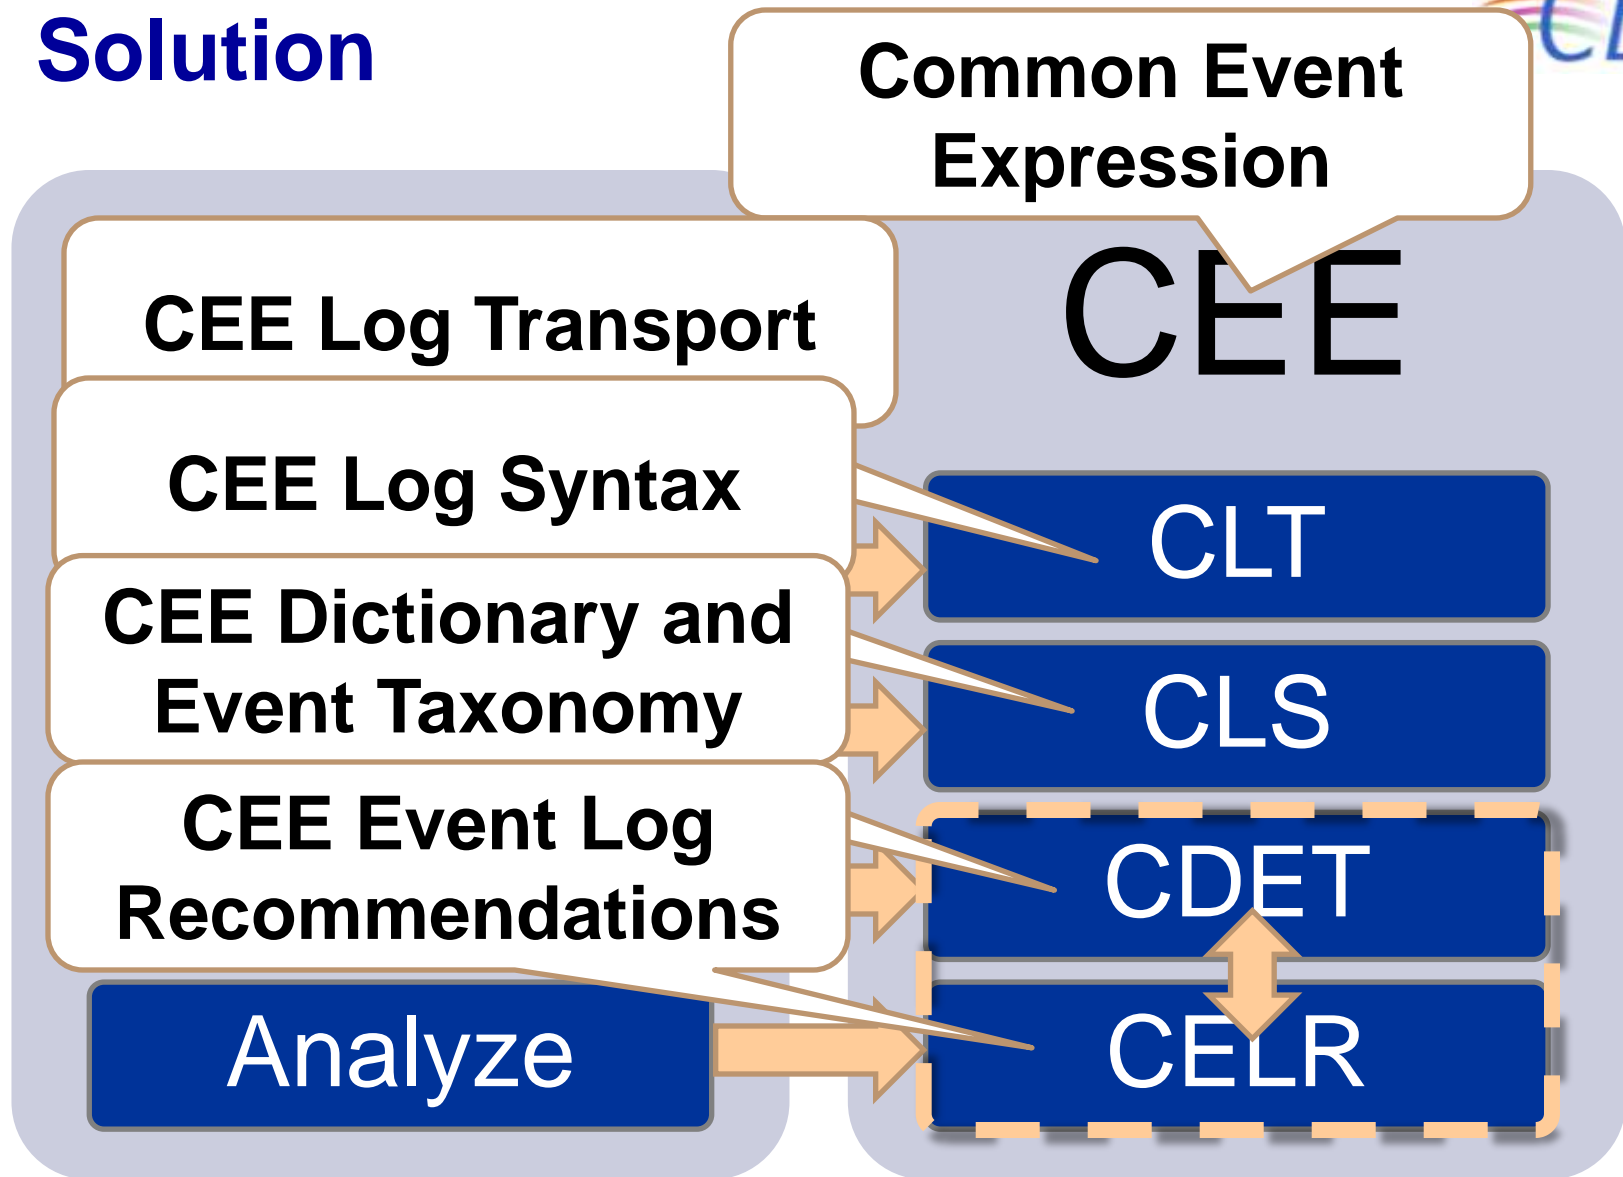 Solution
Common Event
Expression
CEE
CEE Log Transport
CEE Log Syntax
CLT
CEE Dictionary and
Event Taxonomy
CLS
CEE Event Log
Recommendations
CDET
Analyze
CELR